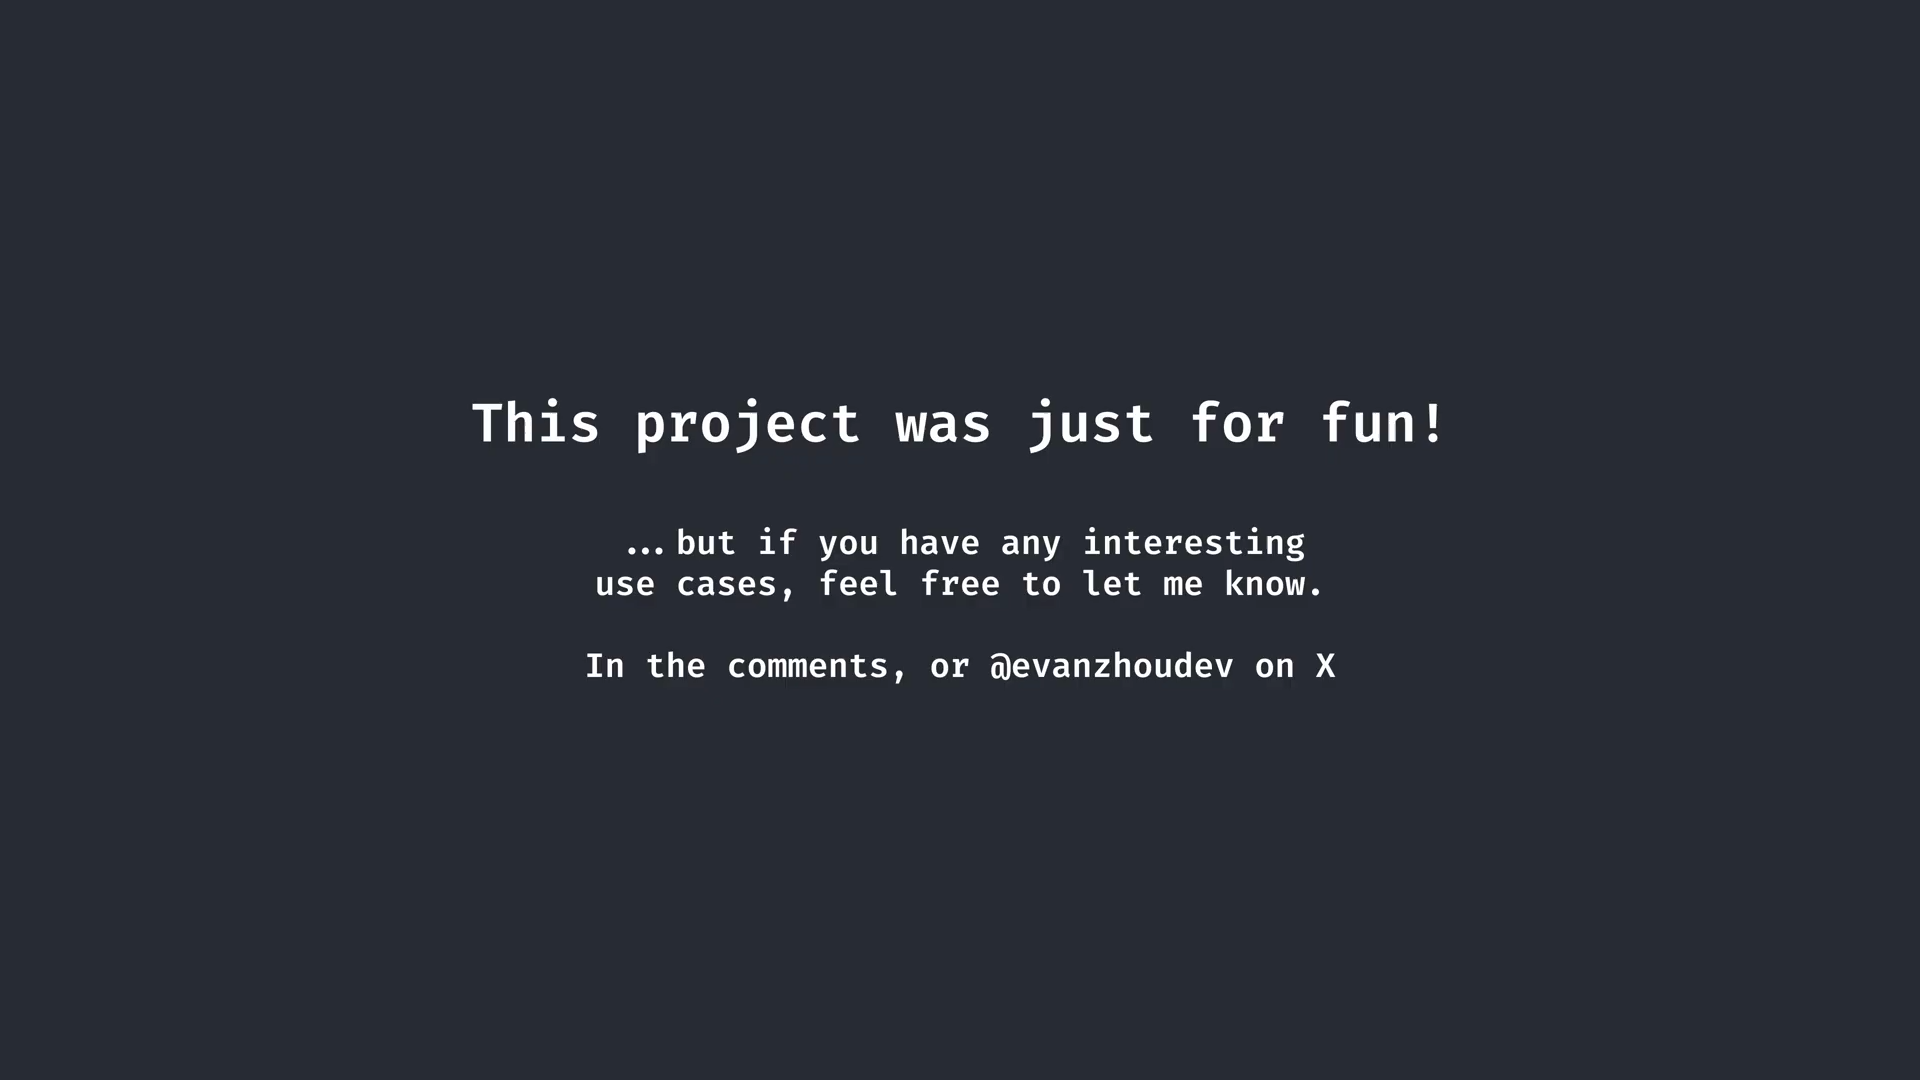 This project was just for fun!
...but if you have any interesting
use cases, feel free to let me know.
In the comments, or @evanzhoudev on X